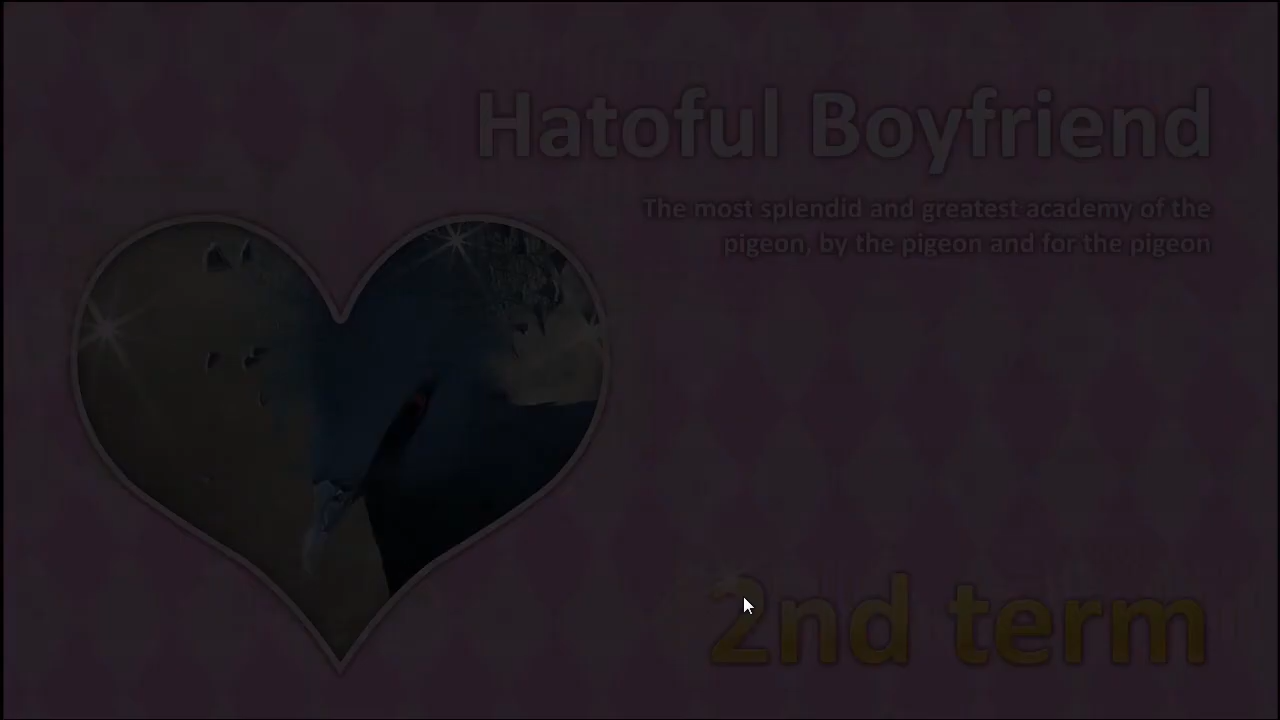 Hatoful Boyfriend
The most splendid and greatest academy of the
pigeon, by the pigeon and for the pigeon
2nd term